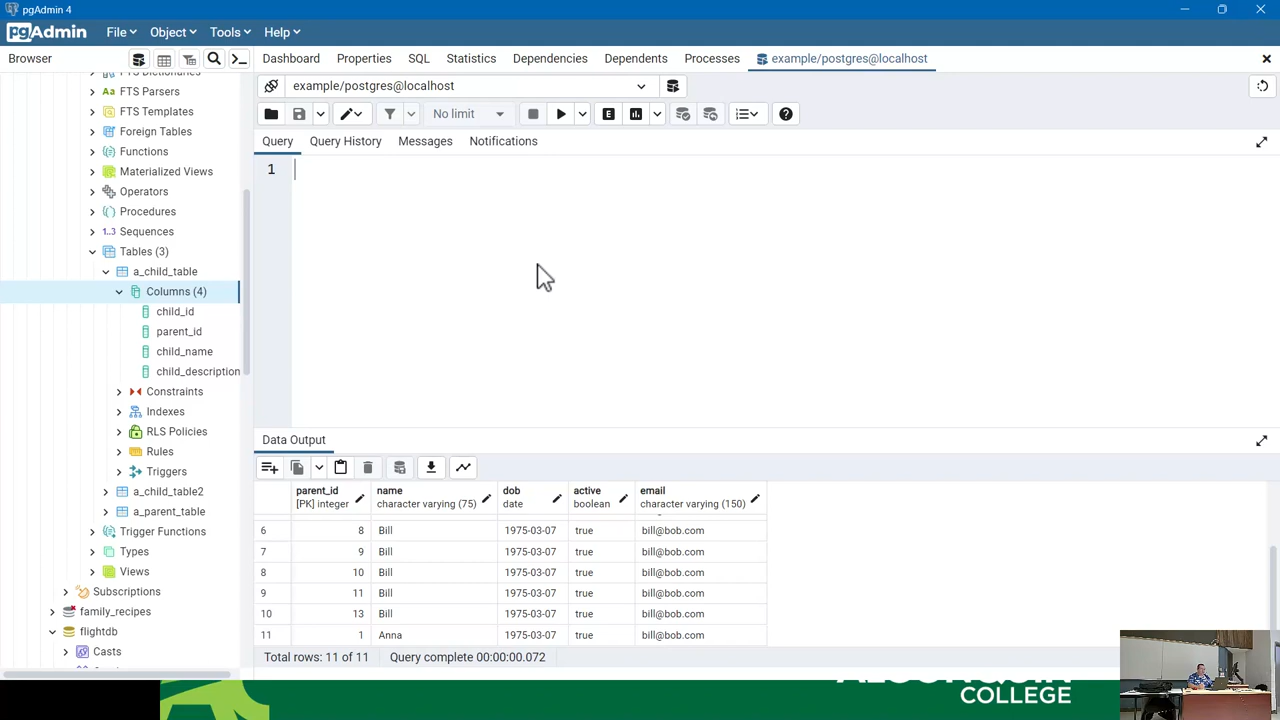 pgAdmin 4
pgAdmin File Object Tools Help
Browser Dashboard Properties SQL Statistics Dependencies Dependents Processes example/postgres@localhost
FTS Dictionaries
FTS Parsers
FTS Templates
Foreign Tables
Functions
Materialized Views
Operators
Procedures
1..3 Sequences
Tables (3)
a_child_table
Columns (4)
child_id
parent_id
child_name
child_description
Constraints
Indexes
RLS Policies
Rules
Triggers
a_child_table2
a_parent_table
Trigger Functions
Types
Views
Subscriptions
family_recipes
flightdb
Casts
example/postgres@localhost
No limit E
Query Query History Messages Notifications
1
Data Output
parent_id name dob active email
[PK] integer character varying (75) date boolean character varying (150)
6 8 Bill 1975-03-07 true bill@bob.com
7 9 Bill 1975-03-07 true bill@bob.com
8 10 Bill 1975-03-07 true bill@bob.com
9 11 Bill 1975-03-07 true bill@bob.com
10 13 Bill 1975-03-07 true bill@bob.com
11 1 Anna 1975-03-07 true bill@bob.com
Total rows: 11 of 11 Query complete 00:00:00.072
ALGONQUIN
COLLEGE